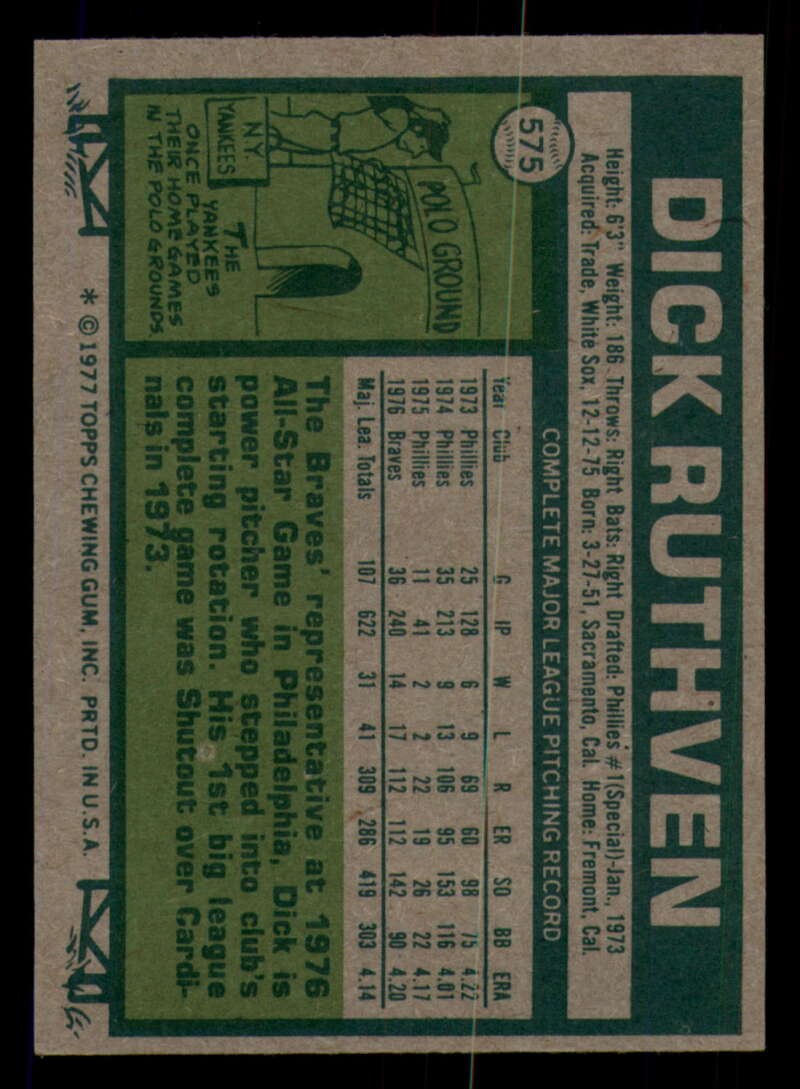 575
DICK RUTHVEN
Height: 6'3" Weight: 186 Throws: Right Bats: Right Drafted: Phillies' #1(Special)-Jan., 1973
Acquired: Trade, White Sox, 12-12-75 Born: 3-27-51, Sacramento, Cal. Home: Fremont, Cal.
COMPLETE MAJOR LEAGUE PITCHING RECORD
Year Club G IP W L R ER SO BB ERA
1973 Phillies 25 128 6 9 69 60 98 75 4.22
1974 Phillies 35 213 9 13 106 95 153 116 4.01
1975 Phillies 11 41 2 2 22 19 26 22 4.17
1976 Braves 36 240 14 17 112 112 142 90 4.20
Maj. Lea. Totals 107 622 31 41 309 286 419 303 4.14
POLO GROUND
NY
YANKEES
THE
YANKEES
ONCE PLAYED
THEIR HOME GAMES
IN THE POLO GROUNDS.
The Braves' representative at 1976
All-Star Game in Philadelphia, Dick is
power pitcher who stepped into club's
starting rotation. His 1st big league
complete game was Shutout over Cardi-
nals in 1973.
* © 1977 TOPPS CHEWING GUM, INC. PRTD. IN U.S.A.